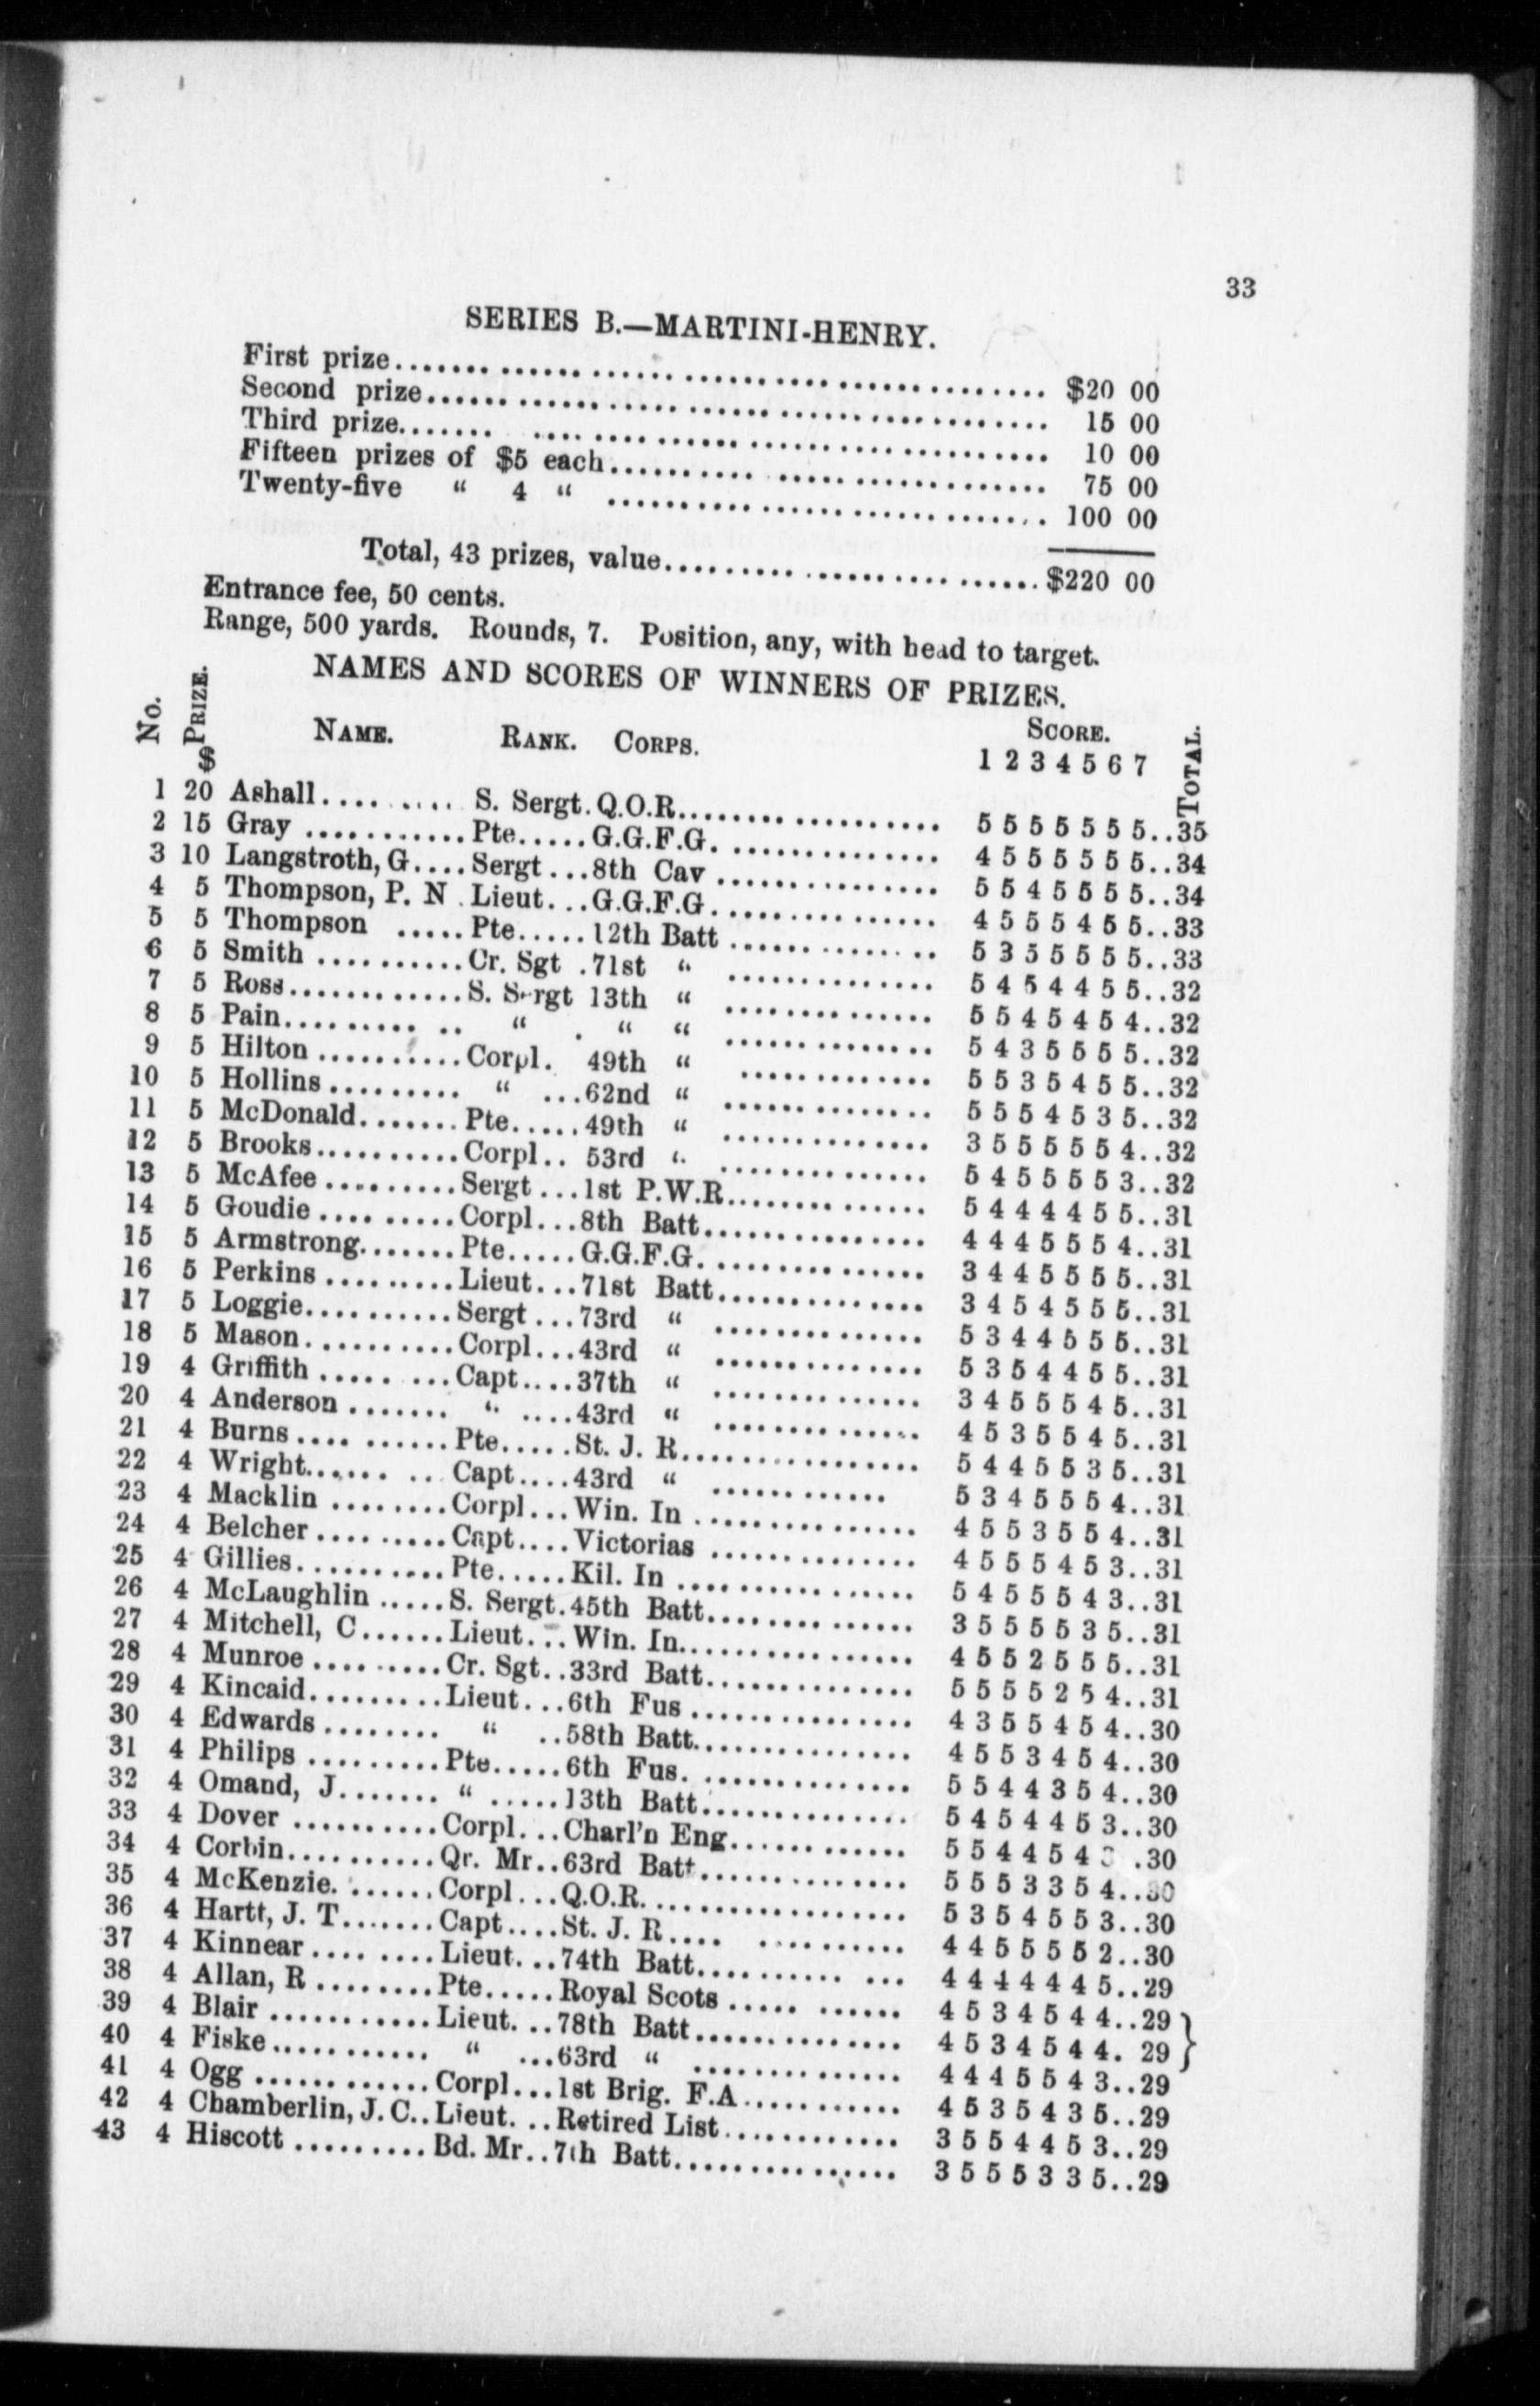 33
SERIES B.—MARTINI-HENRY.
First prize........................................ $20 00
Second prize........................................ 15 00
Third prize........................................ 10 00
Fifteen prizes of $5 each........................................ 75 00
Twenty-five " 4 " ........................................ 100 00
Total, 43 prizes, value.............................. $220 00
Entrance fee, 50 cents.
Range, 500 yards. Rounds, 7. Position, any, with head to target.
NAMES AND SCORES OF WINNERS OF PRIZES.
No. $ PRIZE. NAME. RANK. CORPS. SCORE. TOTAL.
1 2 3 4 5 6 7
1 20 Ashall......... S. Sergt. Q.O.R.................. 5 5 5 5 5 5 5..35
2 15 Gray ...........Pte.....G.G.F.G. .............. 4 5 5 5 5 5 5..34
3 10 Langstroth, G....Sergt...8th Cav ............... 5 5 4 5 5 5 5..34
4 5 Thompson, P. N .Lieut...G.G.F.G................ 4 5 5 5 4 5 5..33
5 5 Thompson .....Pte.....12th Batt .............. 5 3 5 5 5 5 5..33
6 5 Smith ..........Cr. Sgt .71st " .............. 5 4 5 4 4 5 5..32
7 5 Ross............S. Sergt 13th " .............. 5 5 4 5 4 5 4..32
8 5 Pain.......... .. " . " " .............. 5 4 3 5 5 5 5..32
9 5 Hilton ..........Corpl. 49th " ............. 5 5 3 5 4 5 5..32
10 5 Hollins......... " ...62nd " .............. 5 5 5 4 5 3 5..32
11 5 McDonald.......Pte.....49th " .............. 3 5 5 5 5 5 4..32
12 5 Brooks..........Corpl.. 53rd " .............. 5 4 5 5 5 5 3..32
13 5 McAfee .........Sergt...1st P.W.R.............. 5 4 4 4 4 5 5..31
14 5 Goudie .........Corpl...8th Batt............... 4 4 4 5 5 5 4..31
15 5 Armstrong.......Pte.....G.G.F.G. .............. 3 4 4 5 5 5 5..31
16 5 Perkins .........Lieut...71st Batt.............. 3 4 5 4 5 5 5..31
17 5 Loggie..........Sergt...73rd " .............. 5 3 4 4 5 5 5..31
18 5 Mason..........Corpl...43rd " .............. 5 3 5 4 4 5 5..31
19 4 Griffith ..... ...Capt....37th " .............. 3 4 5 5 5 4 5..31
20 4 Anderson ....... " ....43rd " .............. 4 5 3 5 5 4 5..31
21 4 Burns.... ......Pte.....St. J. R................ 5 4 4 5 5 3 5..31
22 4 Wright...... .. Capt....43rd " ............ 5 3 4 5 5 5 4..31
23 4 Macklin ........Corpl...Win. In ............... 4 5 5 3 5 5 4..31
24 4 Belcher .........Capt....Victorias .............. 4 5 5 5 4 5 3..31
25 4 Gillies..........Pte.....Kil. In ................ 5 4 5 5 5 4 3..31
26 4 McLaughlin .....S. Sergt.45th Batt.............. 3 5 5 5 5 3 5..31
27 4 Mitchell, C......Lieut...Win. In................ 4 5 5 2 5 5 5..31
28 4 Munroe .........Cr. Sgt..33rd Batt.............. 5 5 5 5 2 5 4..31
29 4 Kincaid.........Lieut...6th Fus ............... 4 3 5 5 4 5 4..30
30 4 Edwards........ " ..58th Batt............... 4 5 5 3 4 5 4..30
31 4 Philips .........Pte.....6th Fus. .............. 5 5 4 4 3 5 4..30
32 4 Omand, J....... " .....13th Batt.............. 5 4 5 4 4 5 3..30
33 4 Dover ..........Corpl...Charl'n Eng............ 5 5 4 4 5 4 .30
34 4 Corbin..........Qr. Mr..63rd Batt.............. 5 5 5 3 3 5 4..30
35 4 McKenzie. ......Corpl...Q.O.R. ................ 5 3 5 4 5 5 3..30
36 4 Hartt, J. T.......Capt....St. J. R.... .......... 4 4 5 5 5 5 2..30
37 4 Kinnear .... ....Lieut...74th Batt.......... ... 4 4 4 4 4 4 5..29
38 4 Allan, R ........Pte.....Royal Scots ..... ...... 4 5 3 4 5 4 4..29 }
39 4 Blair ...........Lieut. ..78th Batt.............. 4 5 3 4 5 4 4. 29 }
40 4 Fiske........... " ...63rd " .............. 4 4 4 5 5 4 3..29
41 4 Ogg ............Corpl...1st Brig. F.A........... 4 5 3 5 4 3 5..29
42 4 Chamberlin, J. C..Lieut. ..Retired List............ 3 5 5 4 4 5 3..29
43 4 Hiscott .........Bd. Mr..7th Batt............... 3 5 5 5 3 3 5..29